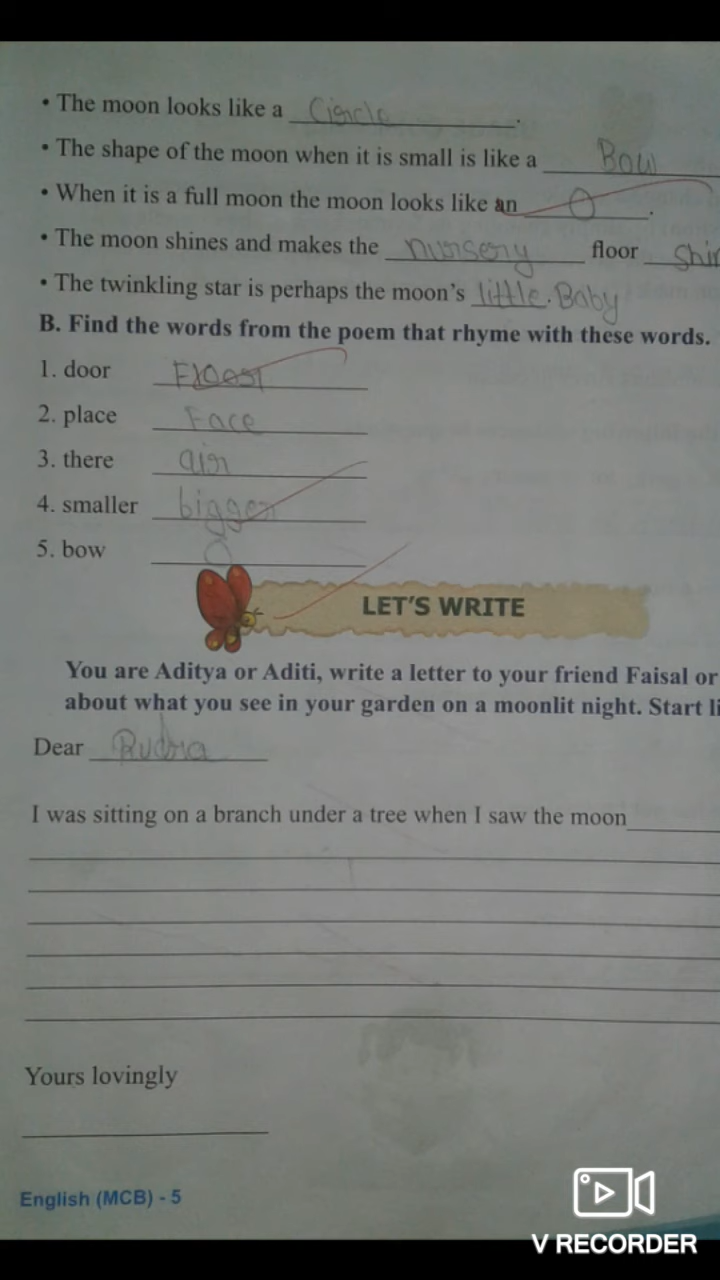 • The moon looks like a Circle.
• The shape of the moon when it is small is like a Bow
• When it is a full moon the moon looks like an O.
• The moon shines and makes the nursery floor shin
• The twinkling star is perhaps the moon's little. Baby
B. Find the words from the poem that rhyme with these words.
1. door Floor
2. place Face
3. there air
4. smaller bigger
5. bow O
LET'S WRITE
You are Aditya or Aditi, write a letter to your friend Faisal or
about what you see in your garden on a moonlit night. Start li
Dear Rudra
I was sitting on a branch under a tree when I saw the moon
Yours lovingly
English (MCB) - 5
V RECORDER